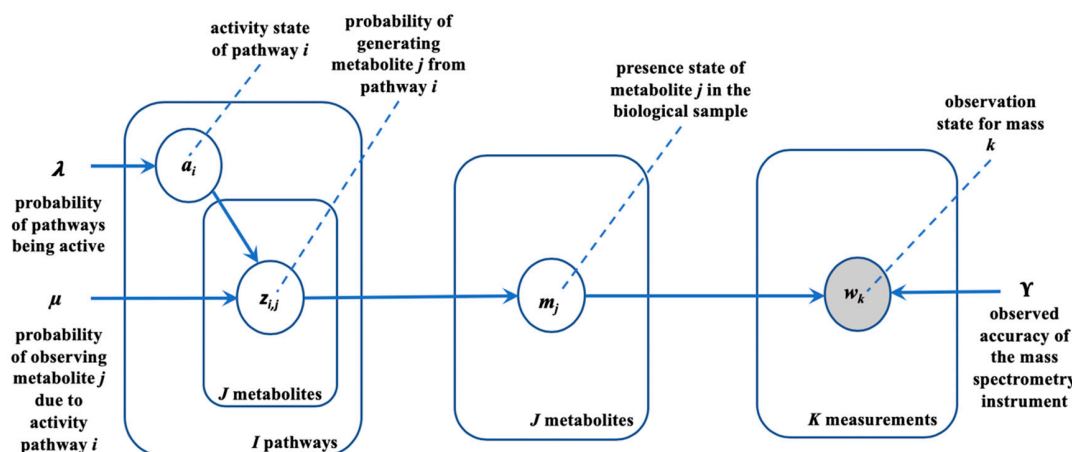 activity state
of pathway i
probability of
generating
metabolite j from
pathway i
presence state of
metabolite j in the
biological sample
observation
state for mass
k
λ
probability
of pathways
being active
a_i
μ
probability
of observing
metabolite j
due to
activity
pathway i
z_{i,j}
J metabolites
I pathways
m_j
J metabolites
w_k
K measurements
ϒ
observed
accuracy of
the mass
spectrometry
instrument